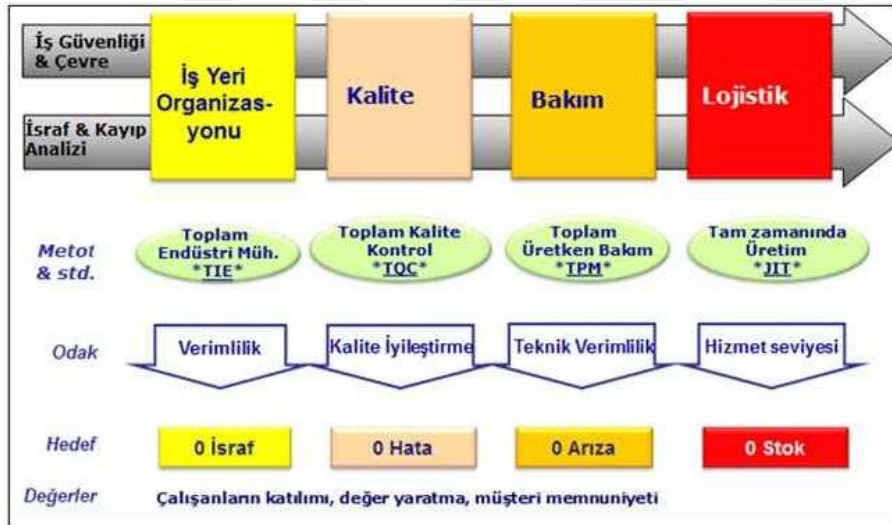 İş Güvenliği
& Çevre
İsraf & Kayıp
Analizi
İş Yeri
Organizas-
yonu
Kalite
Bakım
Lojistik
Metot
& std.
Toplam
Endüstri Müh.
*TIE*
Toplam Kalite
Kontrol
*TQC*
Toplam
Üretken Bakım
*TPM*
Tam zamanında
Üretim
*JIT*
Odak
Verimlilik
Kalite İyileştirme
Teknik Verimlilik
Hizmet seviyesi
Hedef
0 İsraf
0 Hata
0 Arıza
0 Stok
Değerler
Çalışanların katılımı, değer yaratma, müşteri memnuniyeti